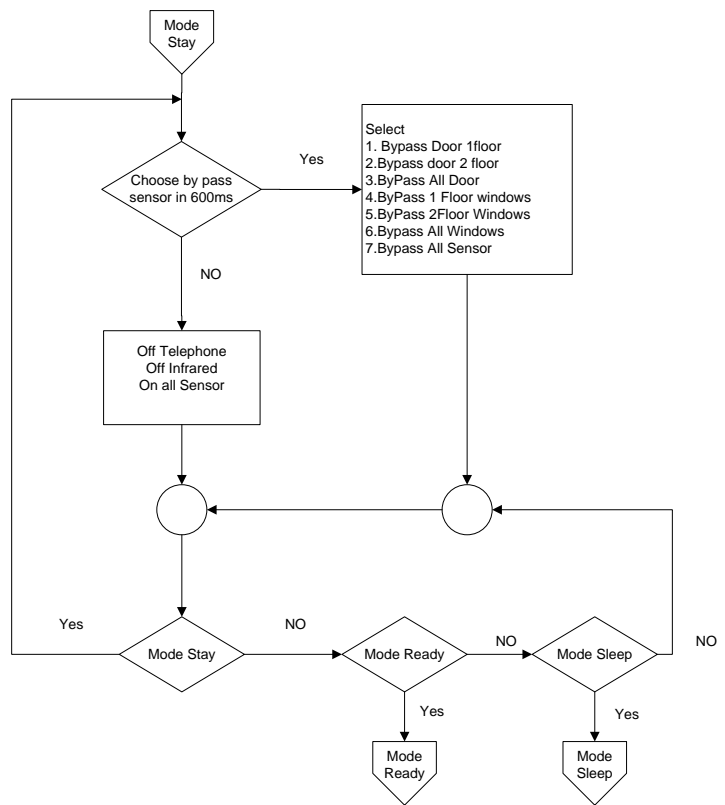 Mode
Stay
Choose by pass
sensor in 600ms
Yes
Select
1. Bypass Door 1floor
2.Bypass door 2 floor
3.ByPass All Door
4.ByPass 1 Floor windows
5.ByPass 2Floor Windows
6.Bypass All Windows
7.Bypass All Sensor
NO
Off Telephone
Off Infrared
On all Sensor
Yes
Mode Stay
NO
Mode Ready
NO
Mode Sleep
NO
Yes
Yes
Mode
Ready
Mode
Sleep